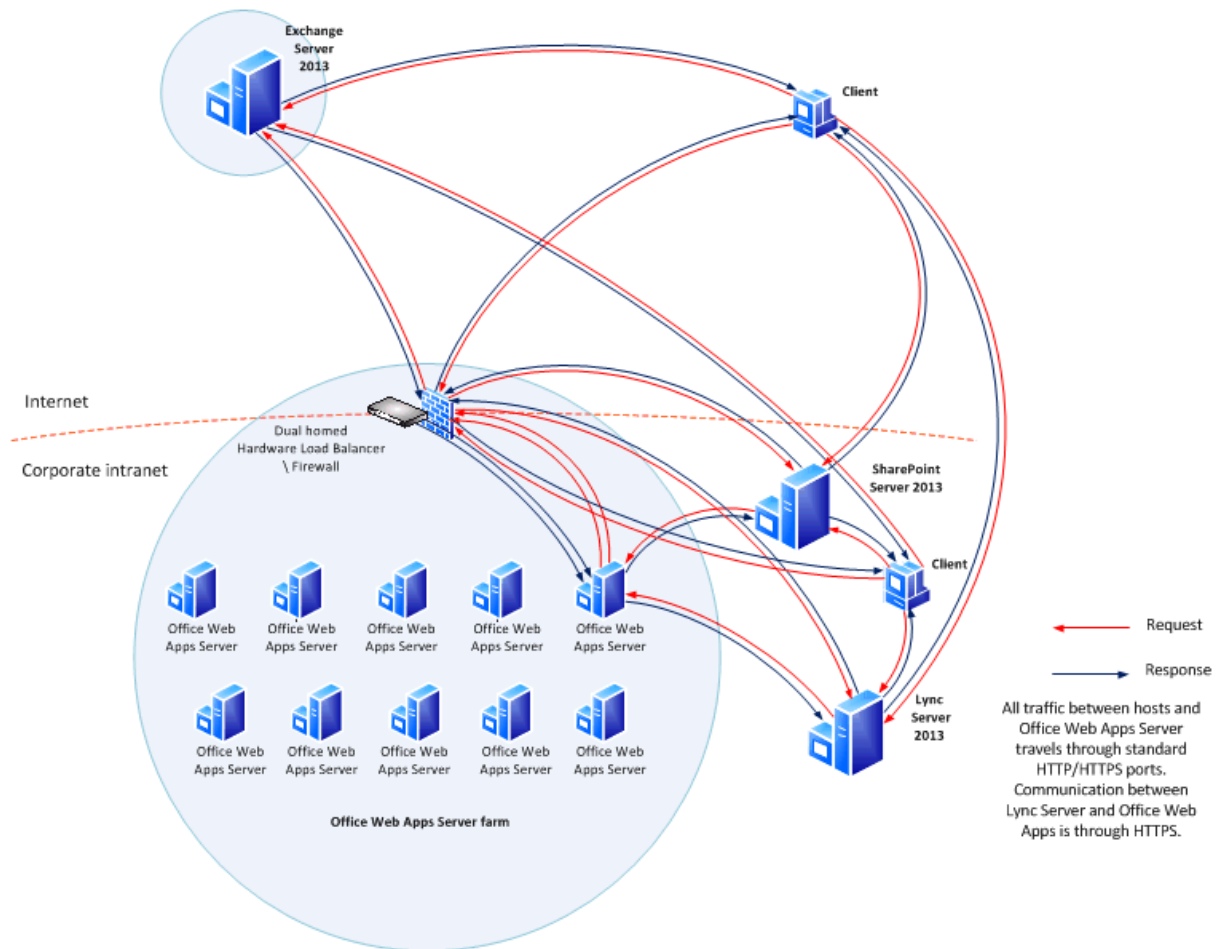 Exchange
Server
2013
Client
Internet
Corporate intranet
Dual homed
Hardware Load Balancer
\ Firewall
SharePoint
Server 2013
Client
Office Web
Apps Server
Office Web
Apps Server
Office Web
Apps Server
Office Web
Apps Server
Office Web
Apps Server
Office Web
Apps Server
Office Web
Apps Server
Office Web
Apps Server
Office Web
Apps Server
Office Web
Apps Server
Office Web Apps Server farm
Lync
Server
2013
Request
Response
All traffic between hosts and
Office Web Apps Server
travels through standard
HTTP/HTTPS ports.
Communication between
Lync Server and Office Web
Apps is through HTTPS.